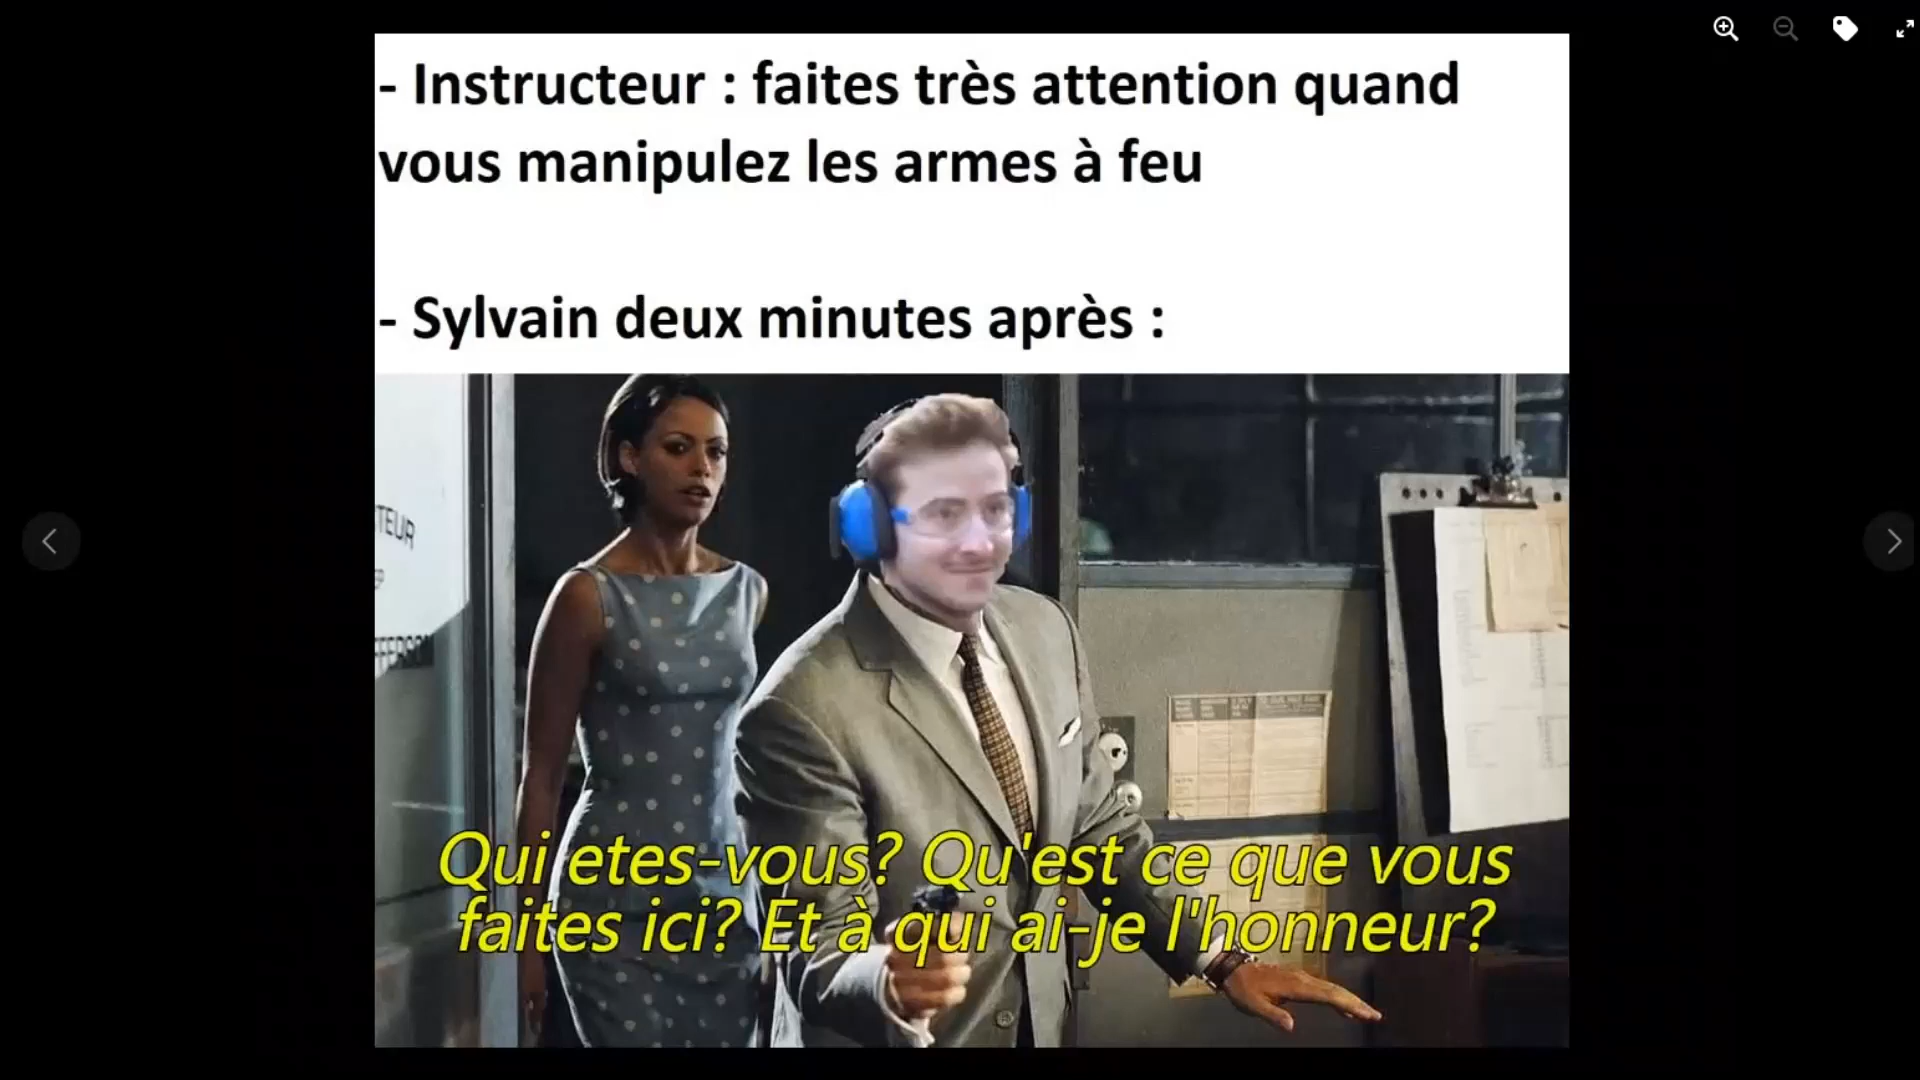 - Instructeur : faites très attention quand
vous manipulez les armes à feu
- Sylvain deux minutes après :
TEUR
Qui etes-vous? Qu'est ce que vous
faites ici? Et à qui ai-je l'honneur?